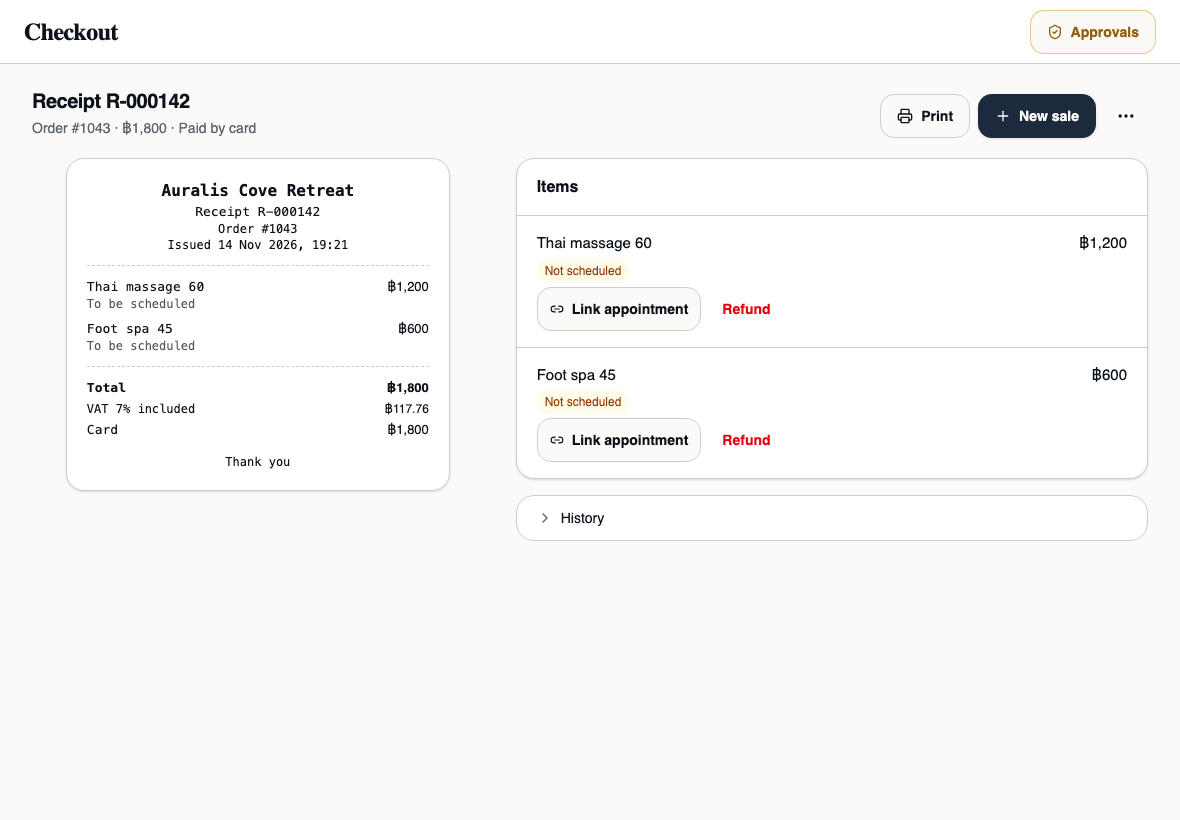 Checkout
Approvals
Receipt R-000142
Order #1043 · ฿1,800 · Paid by card
Print
New sale
Auralis Cove Retreat
Receipt R-000142
Order #1043
Issued 14 Nov 2026, 19:21
Thai massage 60 ฿1,200
To be scheduled
Foot spa 45 ฿600
To be scheduled
Total ฿1,800
VAT 7% included ฿117.76
Card ฿1,800
Thank you
Items
Thai massage 60 ฿1,200
Not scheduled
Link appointment Refund
Foot spa 45 ฿600
Not scheduled
Link appointment Refund
History